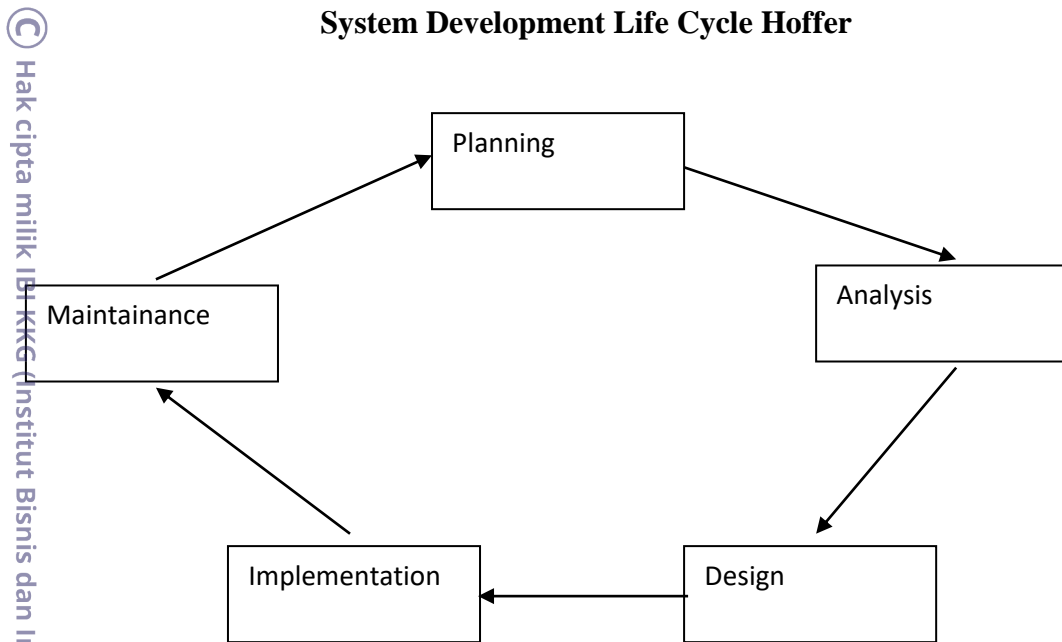 System Development Life Cycle Hoffer
Planning
Analysis
Maintainance
Implementation
Design
© Hak cipta milik IBI KKG (Institut Bisnis dan